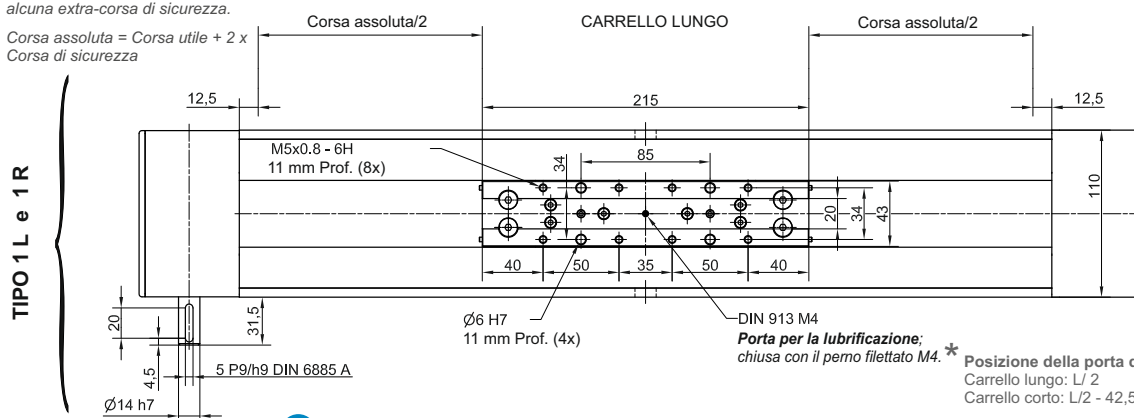 alcuna extra-corsa di sicurezza.
Corsa assoluta = Corsa utile + 2 x
Corsa di sicurezza
Corsa assoluta/2
CARRELLO LUNGO
Corsa assoluta/2
12,5
215
12,5
M5x0.8 - 6H
11 mm Prof. (8x)
34
85
20
34
43
110
TIPO 1 L e 1 R
40
50
35
50
40
20
31,5
4,5
Ø6 H7
11 mm Prof. (4x)
DIN 913 M4
Porta per la lubrificazione;
chiusa con il perno filettato M4.
5 P9/h9 DIN 6885 A
Ø14 h7
* Posizione della porta d
Carrello lungo: L/ 2
Carrello corto: L/2 - 42,5